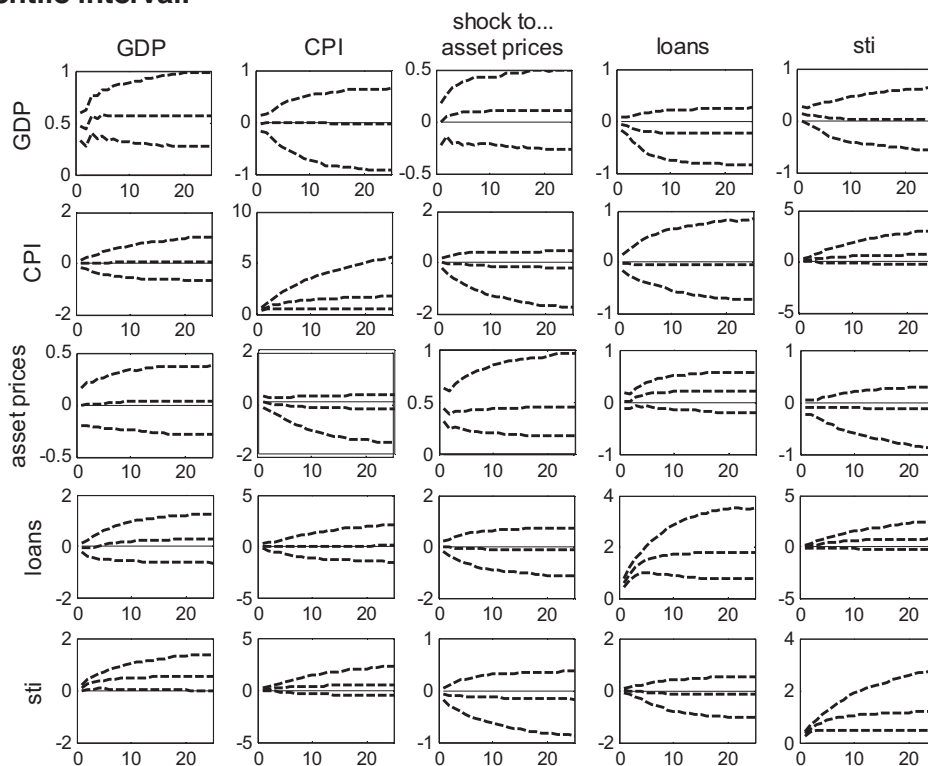 entile interval.
shock to...
GDP CPI asset prices loans sti
1 1 0.5 1 1
GDP 0.5 0 0 0 0
0 -1 -0.5 -1 -1
0 10 20 0 10 20 0 10 20 0 10 20 0 10 20
2 10 2 1 5
CPI 0 5 0 0 0
-2 0 -2 -1 -5
0 10 20 0 10 20 0 10 20 0 10 20 0 10 20
0.5 2 1 1 1
asset prices 0 0 0.5 0 0
-0.5 -2 0 -1 -1
0 10 20 0 10 20 0 10 20 0 10 20 0 10 20
2 5 2 4 5
loans 0 0 0 2 0
-2 -5 -2 0 -5
0 10 20 0 10 20 0 10 20 0 10 20 0 10 20
2 5 1 2 4
sti 0 0 0 0 2
-2 -5 -1 -2 0
0 10 20 0 10 20 0 10 20 0 10 20 0 10 20